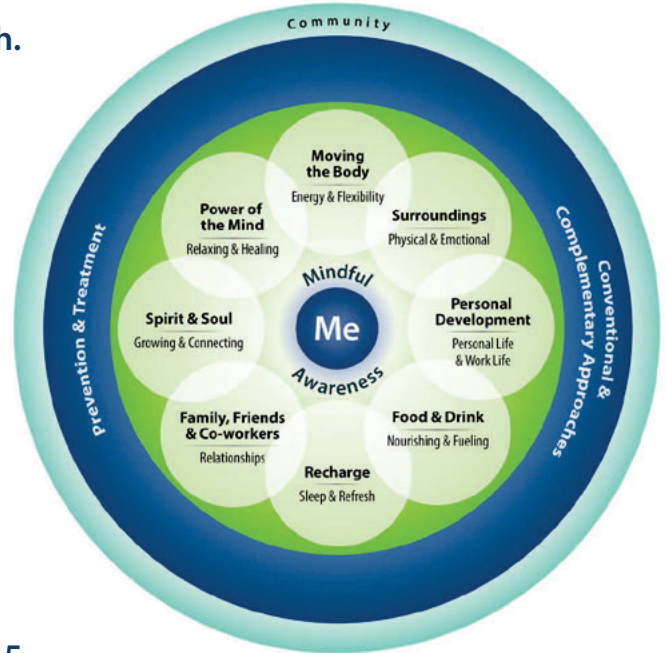 h.
Community
Moving
the Body
Energy & Flexibility
Surroundings
Physical & Emotional
Personal
Development
Personal Life
& Work Life
Food & Drink
Nourishing & Fueling
Recharge
Sleep & Refresh
Family, Friends
& Co-workers
Relationships
Spirit & Soul
Growing & Connecting
Power of
the Mind
Relaxing & Healing
Mindful
Me
Awareness
Prevention & Treatment
Conventional &
Complementary Approaches